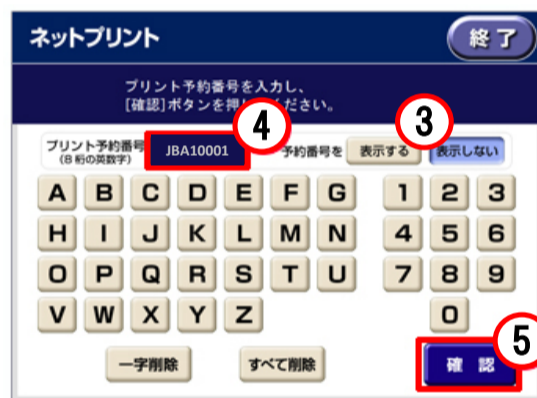 ネットプリント
終了
プリント予約番号を入力し、
[確認]ボタンを押してください。
4
3
プリント予約番号
(8桁の英数字)
JBA10001
予約番号を
表示する
表示しない
A B C D E F G 1 2 3
H I J K L M N 4 5 6
O P Q R S T U 7 8 9
V W X Y Z 0
一字削除
すべて削除
確認
5